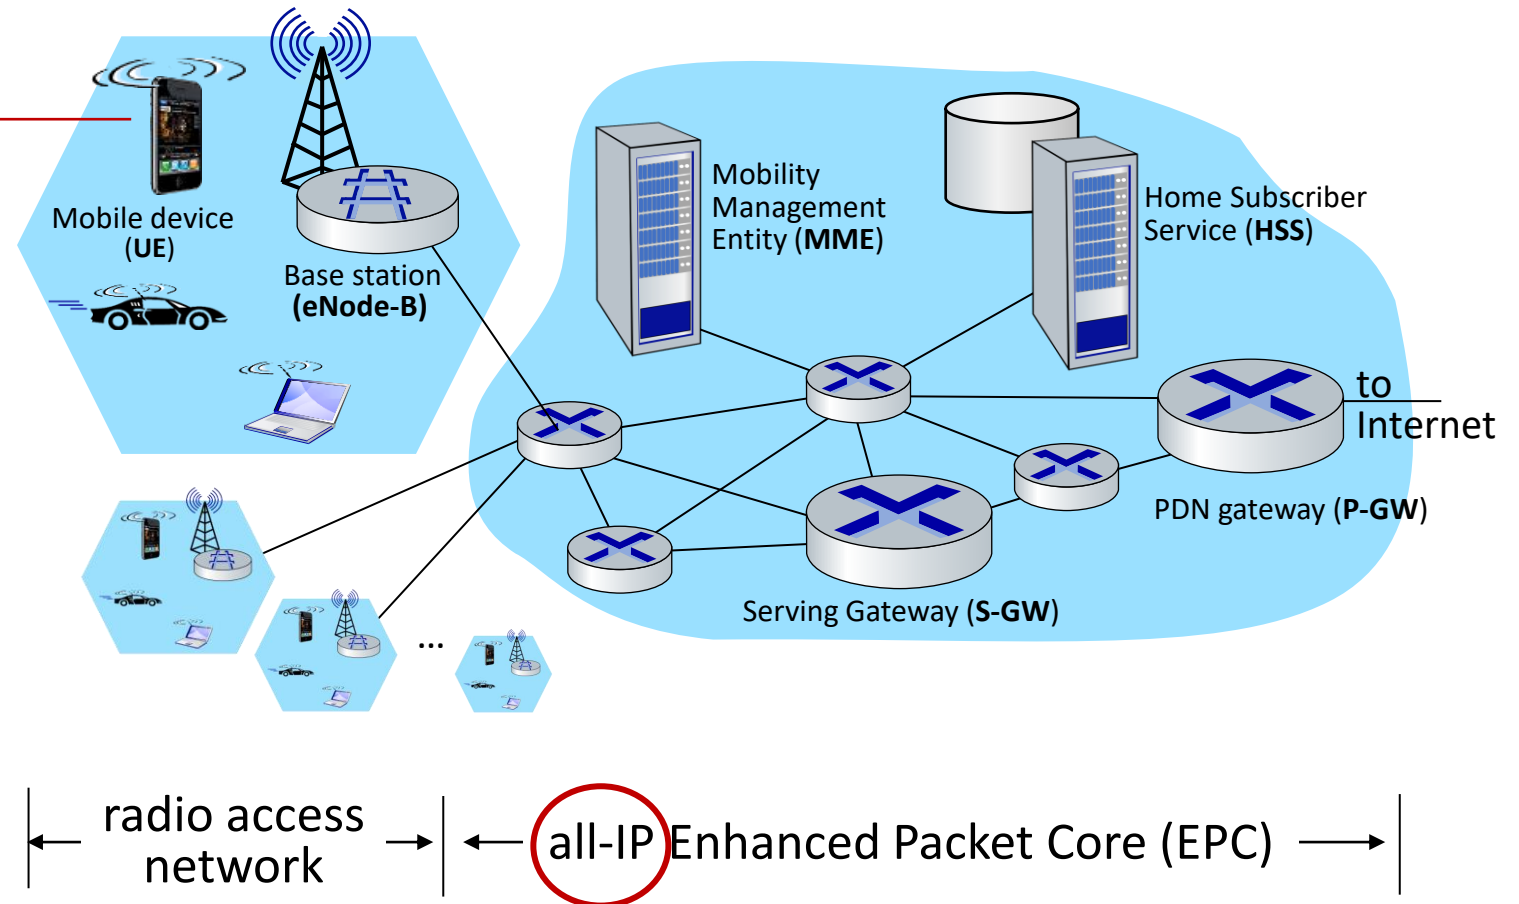 Mobile device
(UE)
Base station
(eNode-B)
Mobility
Management
Entity (MME)
Home Subscriber
Service (HSS)
to
Internet
PDN gateway (P-GW)
Serving Gateway (S-GW)
...
radio access
network
all-IP Enhanced Packet Core (EPC)